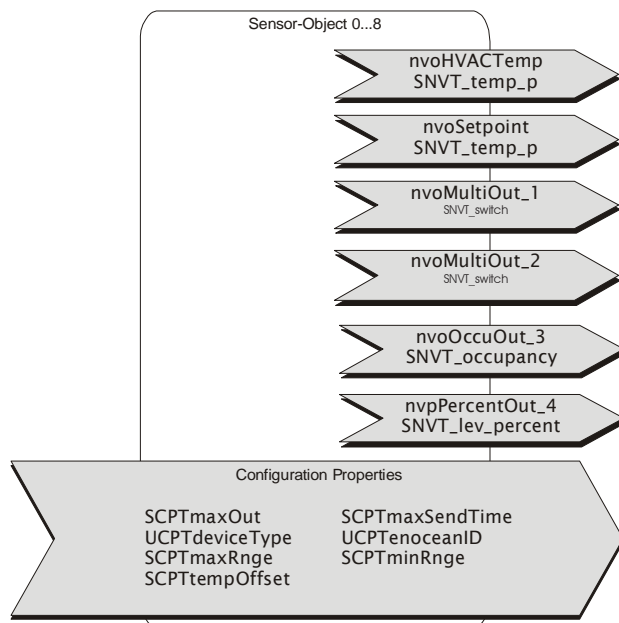 Sensor-Object 0...8
nvoHVACTemp
SNVT_temp_p
nvoSetpoint
SNVT_temp_p
nvoMultiOut_1
SNVT_switch
nvoMultiOut_2
SNVT_switch
nvoOccuOut_3
SNVT_occupancy
nvpPercentOut_4
SNVT_lev_percent
Configuration Properties
SCPTmaxOut SCPTmaxSendTime
UCPTdeviceType UCPTenoceanID
SCPTmaxRnge SCPTminRnge
SCPTtempOffset